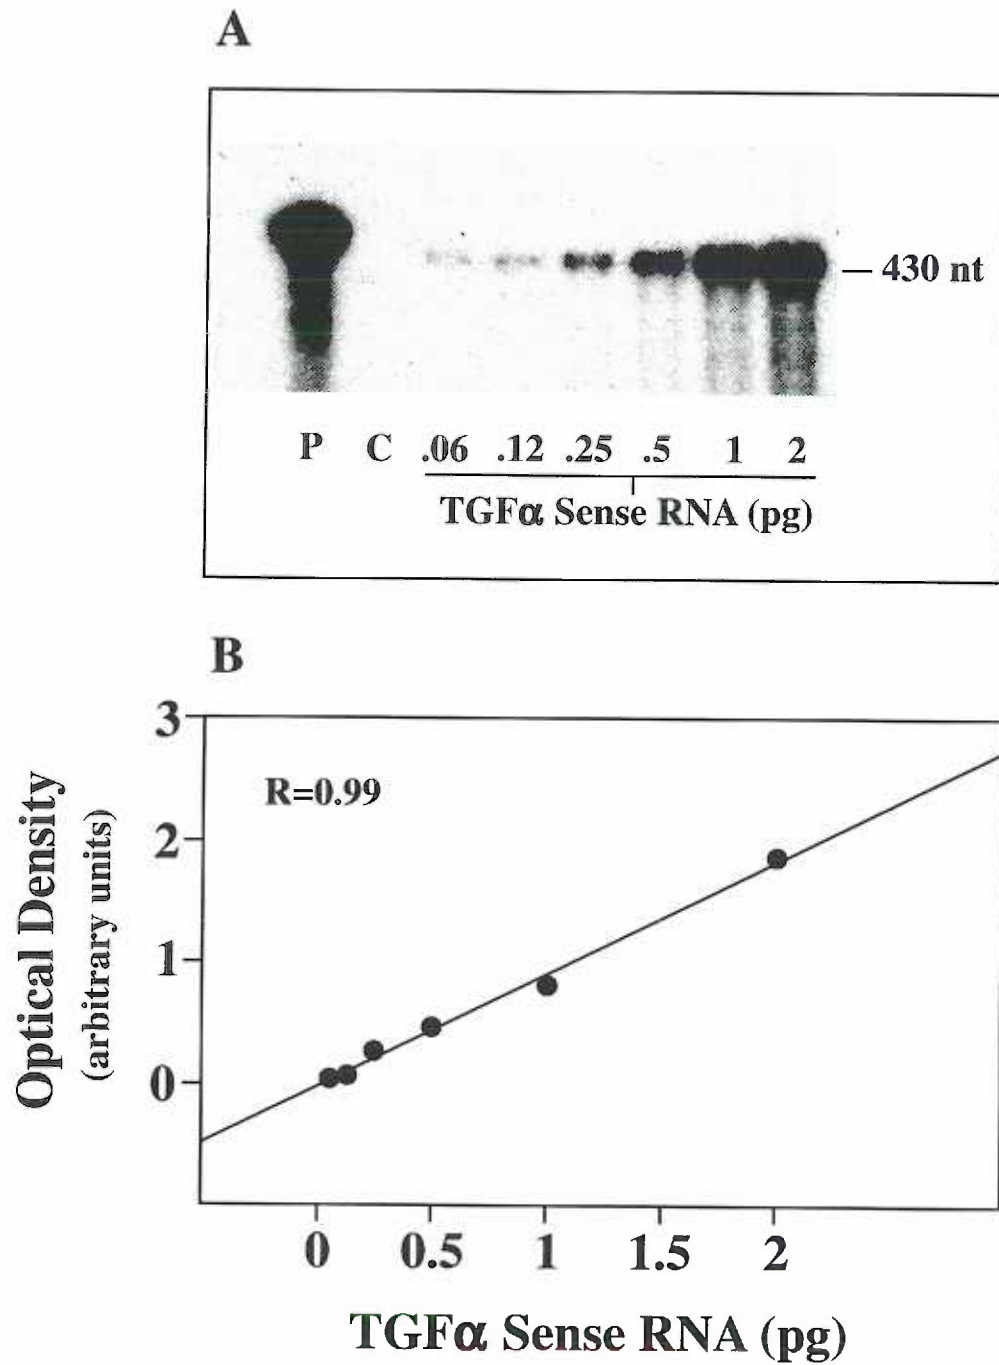 A
430 nt
P C .06 .12 .25 .5 1 2
TGFα Sense RNA (pg)
B
R=0.99
3
2
1
0
Optical Density
(arbitrary units)
0 0.5 1 1.5 2
TGFα Sense RNA (pg)